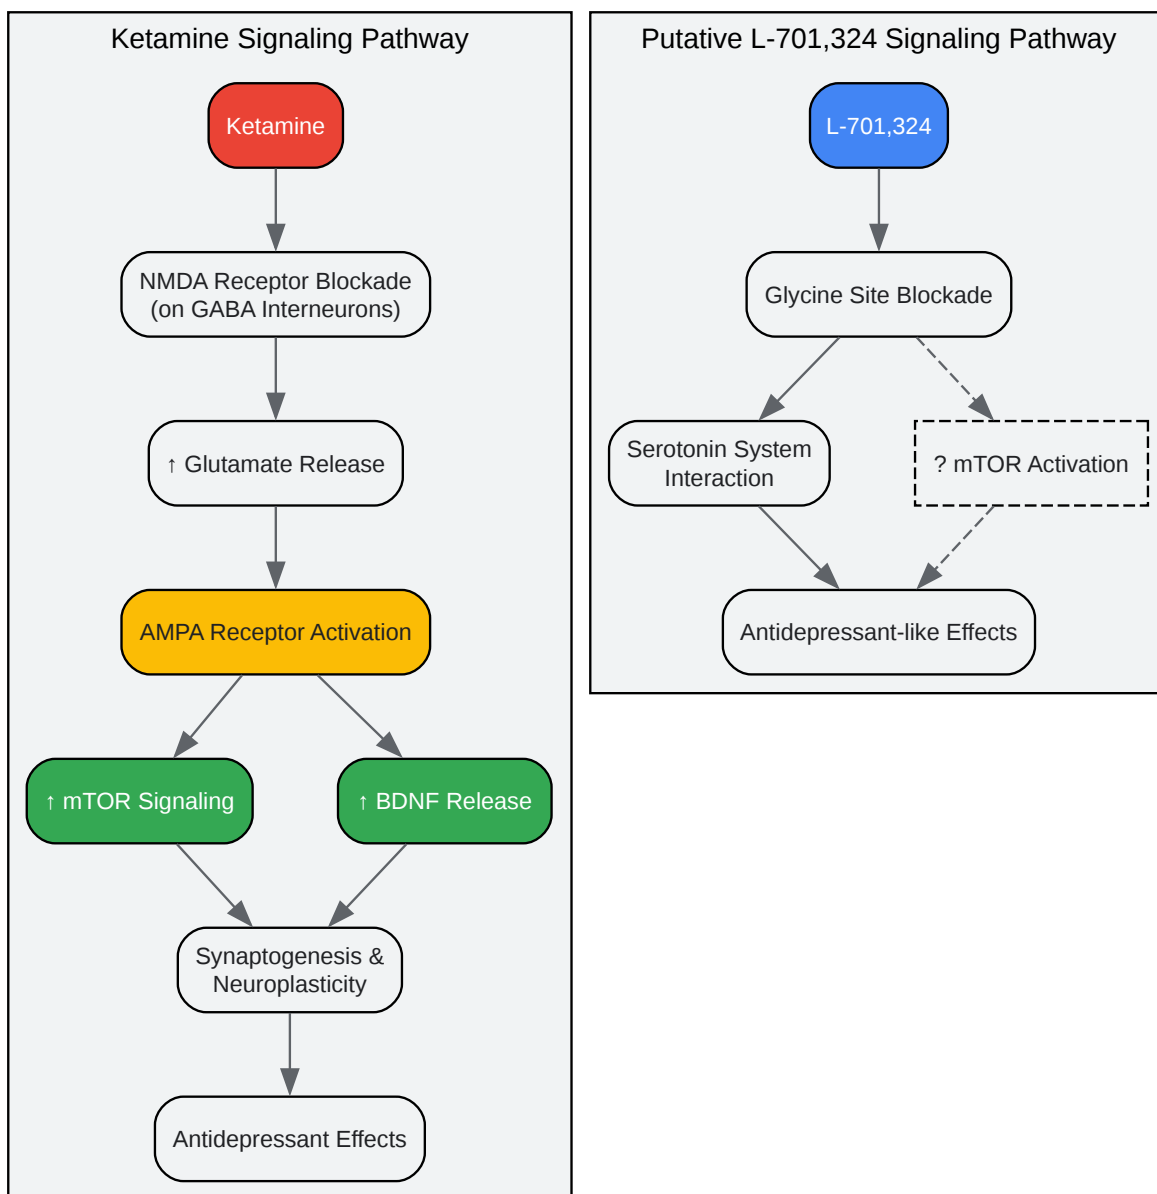 Ketamine Signaling Pathway
Ketamine
NMDA Receptor Blockade
(on GABA Interneurons)
↑ Glutamate Release
AMPA Receptor Activation
↑ mTOR Signaling
↑ BDNF Release
Synaptogenesis &
Neuroplasticity
Antidepressant Effects
Putative L-701,324 Signaling Pathway
L-701,324
Glycine Site Blockade
Serotonin System
Interaction
? mTOR Activation
Antidepressant-like Effects